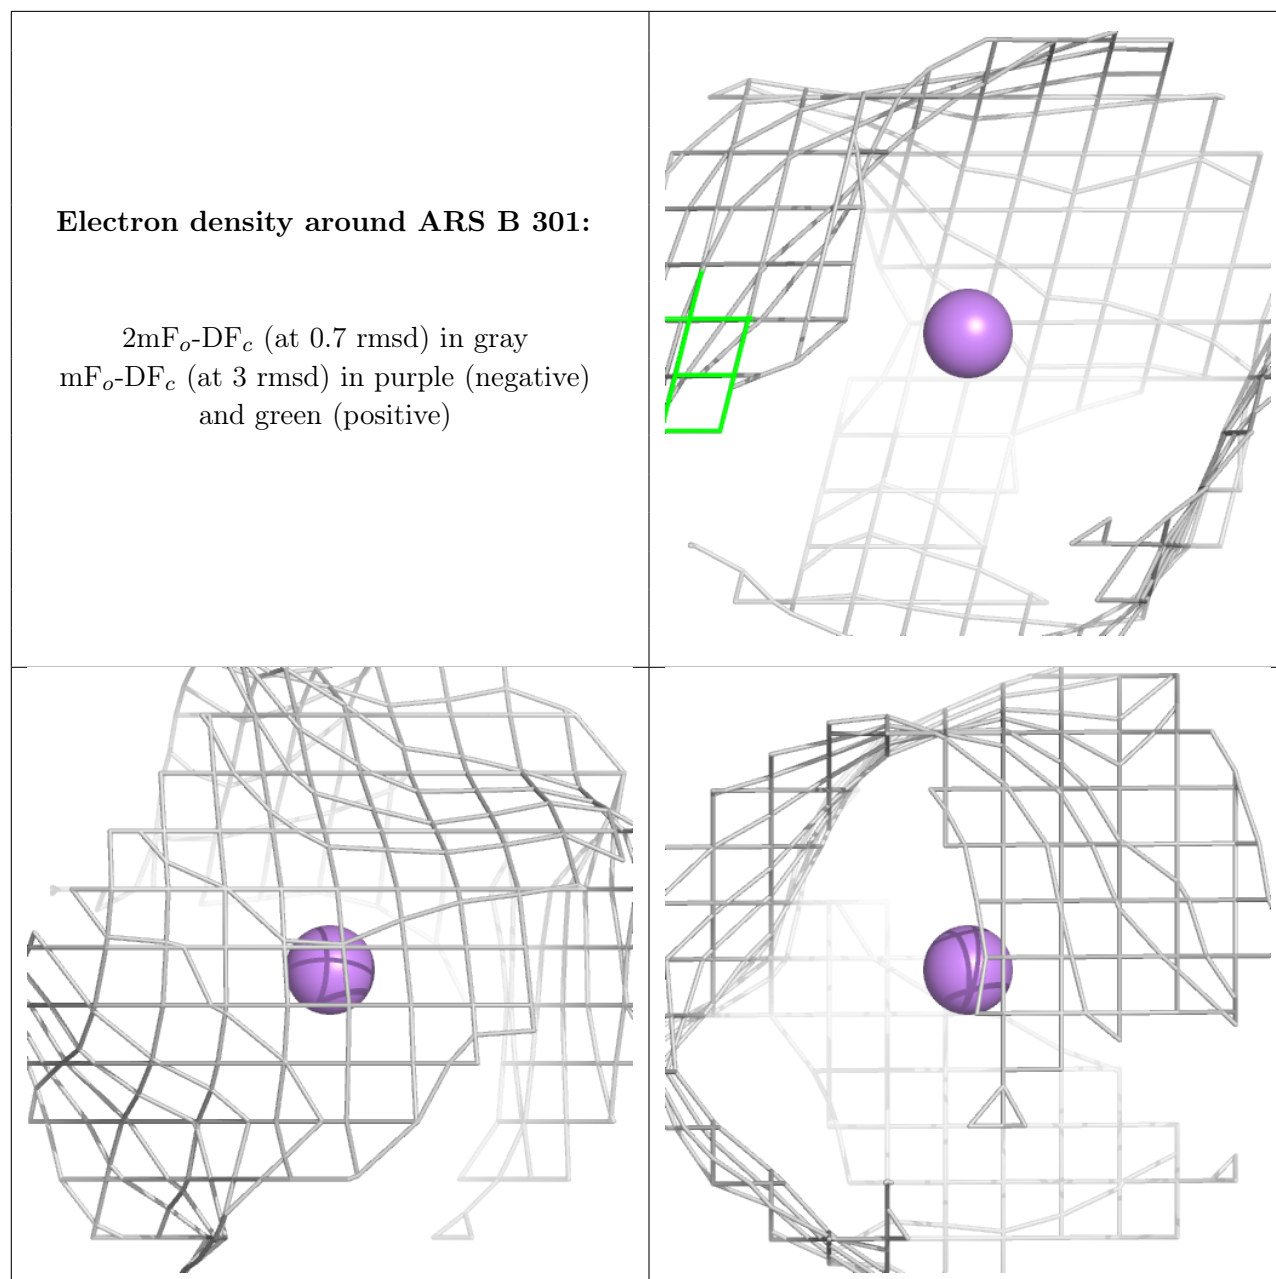 Electron density around ARS B 301:
2mFo-DFc (at 0.7 rmsd) in gray
mFo-DFc (at 3 rmsd) in purple (negative)
and green (positive)